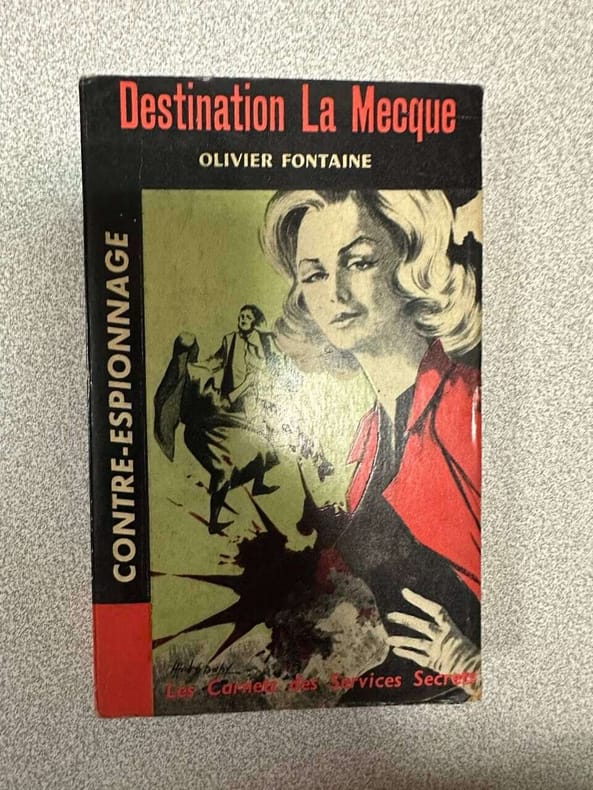 Destination La Mecque
OLIVIER FONTAINE
CONTRE-ESPIONNAGE
Les Carnets des Services Secrets